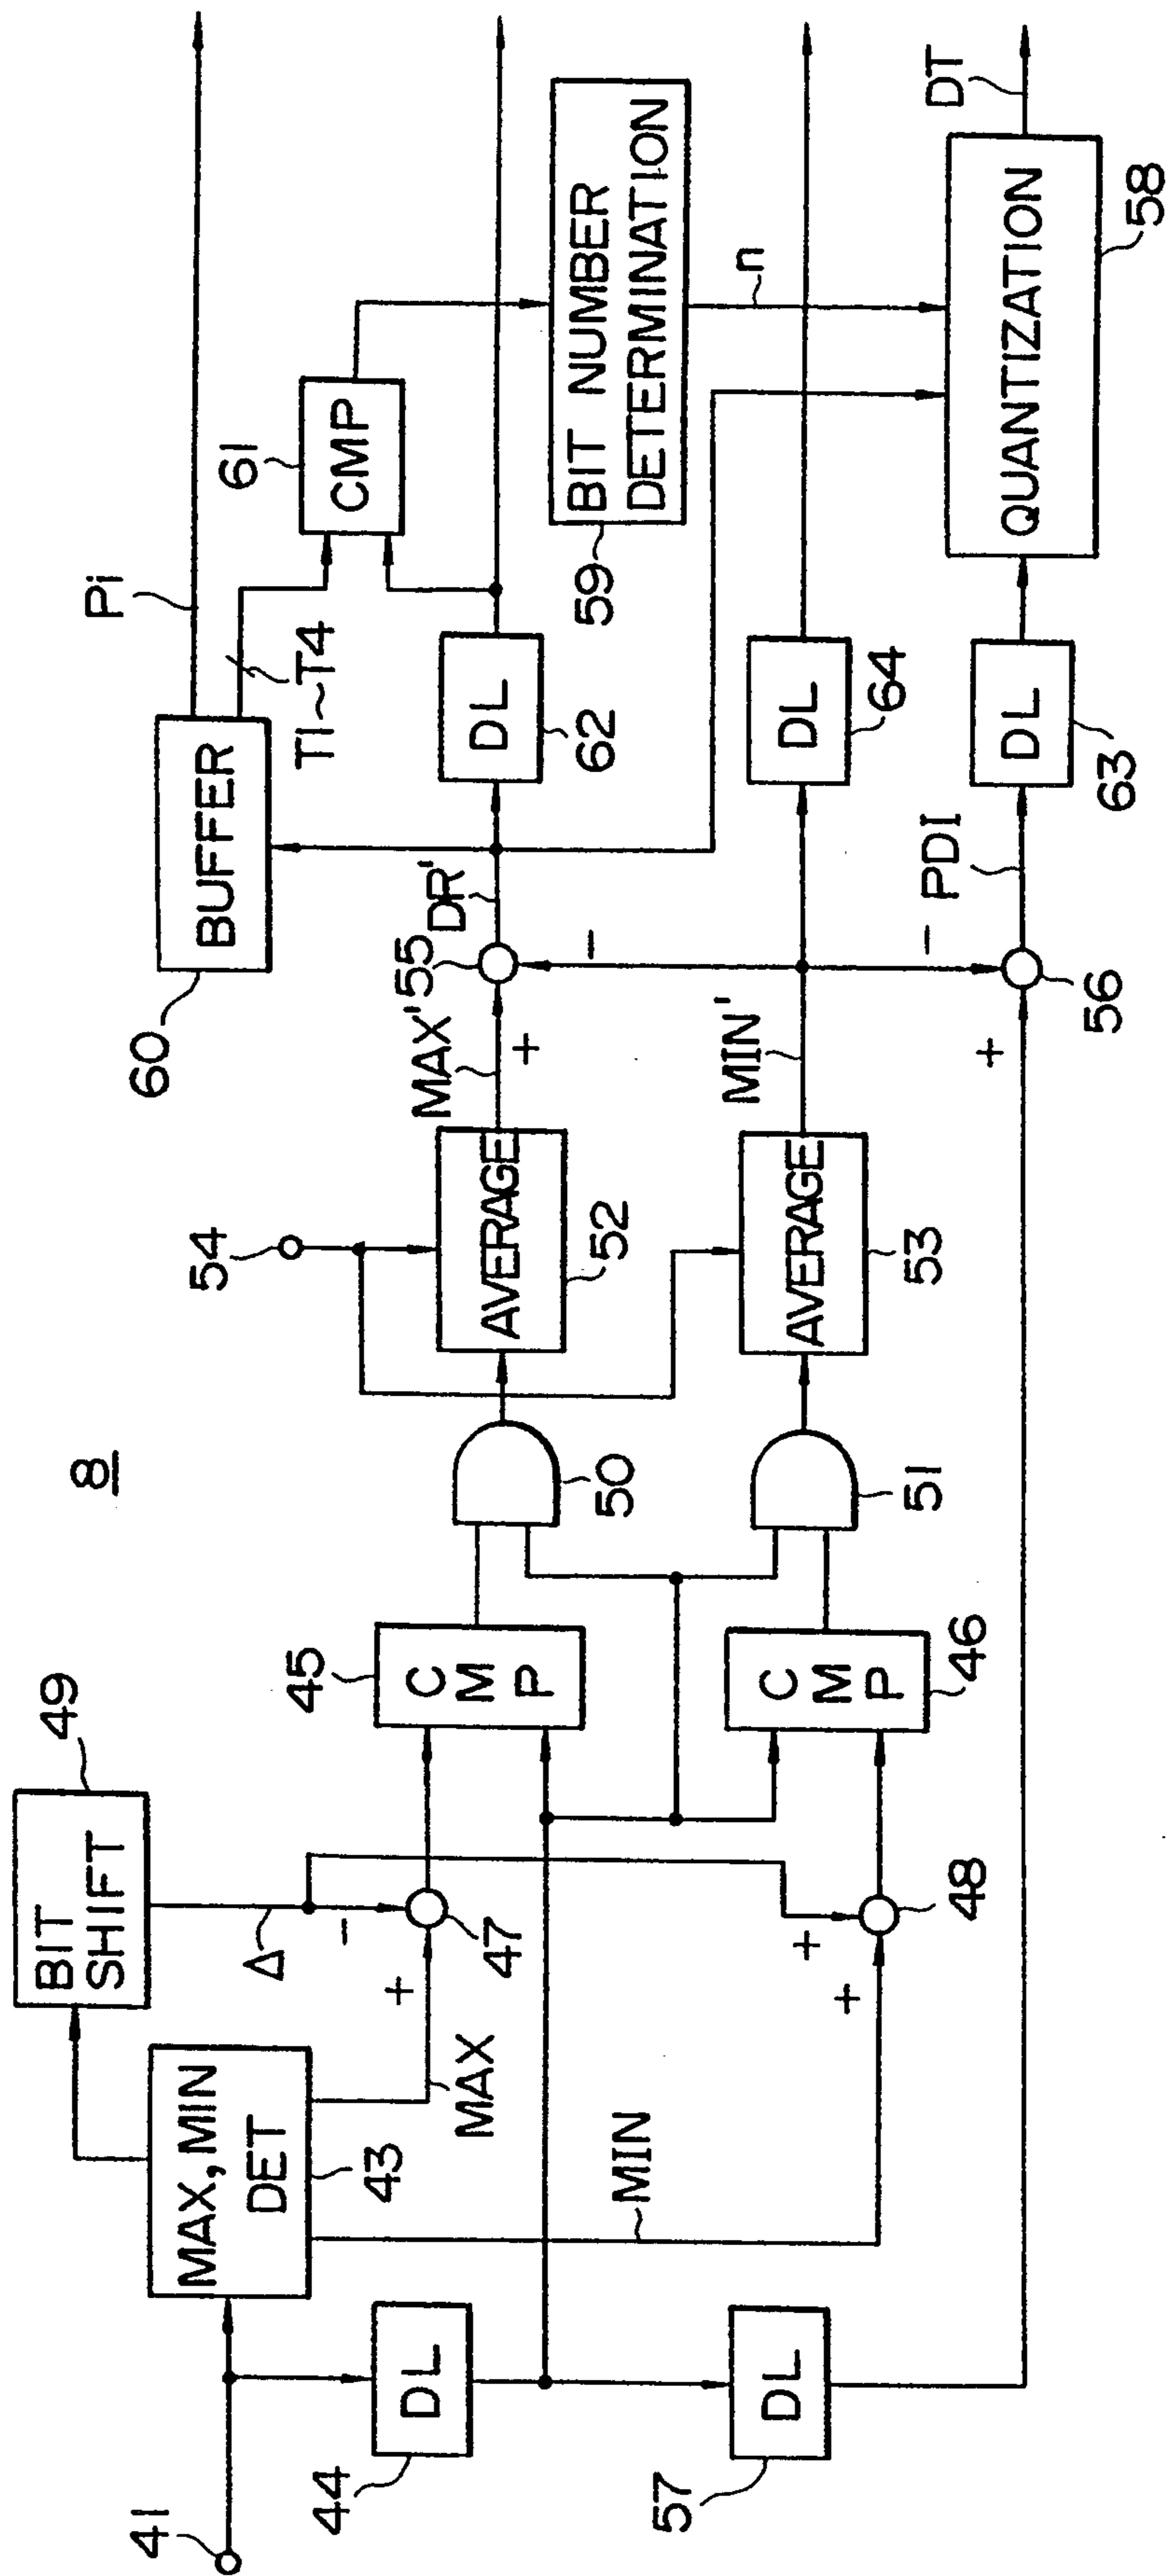 8
41
MAX, MIN
DET
43
BIT
SHIFT
49
Δ
−
+
47
MAX
MIN
+
+
48
44
DL
57
DL
45
CMP
46
CMP
50
51
54
AVERAGE
52
AVERAGE
53
MAX'
+
55
−
DR'
MIN'
+
−
56
PDI
60
BUFFER
Pi
T1~T4
61
CMP
DL
62
DL
64
DL
63
59
BIT NUMBER
DETERMINATION
n
QUANTIZATION
58
DT